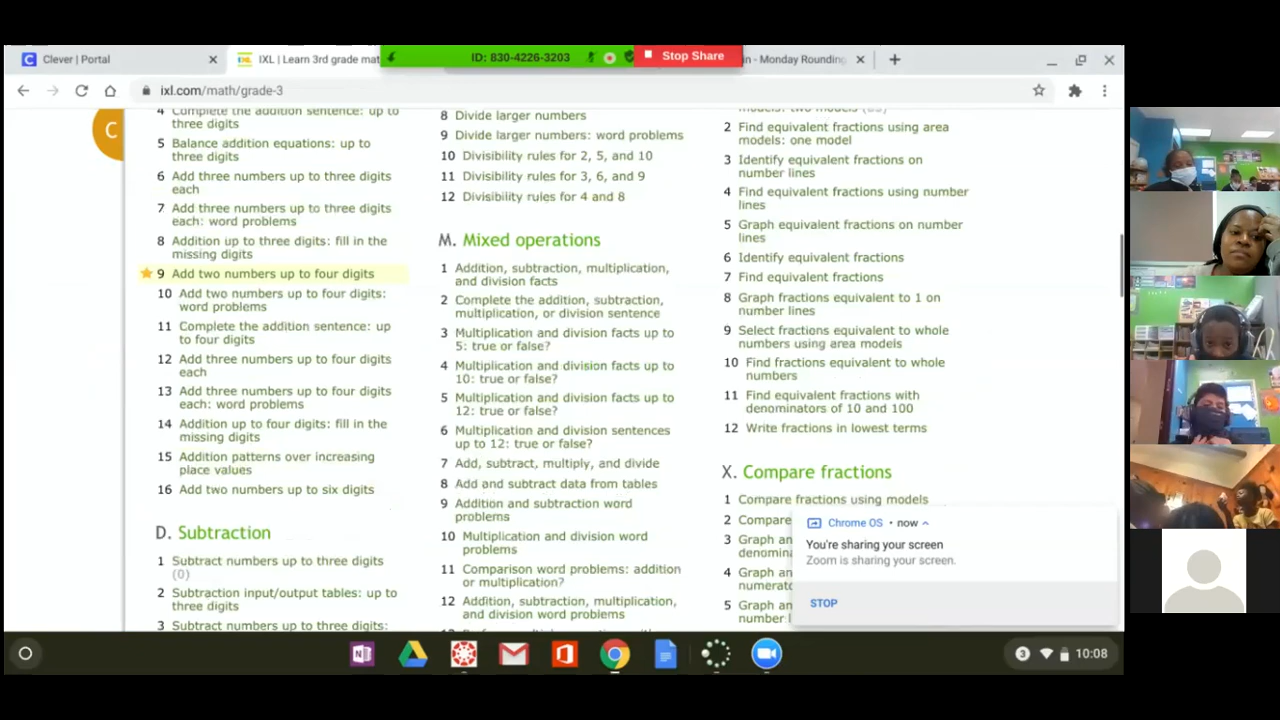 Clever | Portal
IXL | Learn 3rd grade mat
ID: 830-4226-3203
Stop Share
n - Monday Rounding
ixl.com/math/grade-3
C
4 Complete the addition sentence: up to
three digits
5 Balance addition equations: up to
three digits
6 Add three numbers up to three digits
each
7 Add three numbers up to three digits
each: word problems
8 Addition up to three digits: fill in the
missing digits
9 Add two numbers up to four digits
10 Add two numbers up to four digits:
word problems
11 Complete the addition sentence: up
to four digits
12 Add three numbers up to four digits
each
13 Add three numbers up to four digits
each: word problems
14 Addition up to four digits: fill in the
missing digits
15 Addition patterns over increasing
place values
16 Add two numbers up to six digits
D. Subtraction
1 Subtract numbers up to three digits
(0)
2 Subtraction input/output tables: up to
three digits
3 Subtract numbers up to three digits:
8 Divide larger numbers
9 Divide larger numbers: word problems
10 Divisibility rules for 2, 5, and 10
11 Divisibility rules for 3, 6, and 9
12 Divisibility rules for 4 and 8
M. Mixed operations
1 Addition, subtraction, multiplication,
and division facts
2 Complete the addition, subtraction,
multiplication, or division sentence
3 Multiplication and division facts up to
5: true or false?
4 Multiplication and division facts up to
10: true or false?
5 Multiplication and division facts up to
12: true or false?
6 Multiplication and division sentences
up to 12: true or false?
7 Add, subtract, multiply, and divide
8 Add and subtract data from tables
9 Addition and subtraction word
problems
10 Multiplication and division word
problems
11 Comparison word problems: addition
or multiplication?
12 Addition, subtraction, multiplication,
and division word problems
models: two models
2 Find equivalent fractions using area
models: one model
3 Identify equivalent fractions on
number lines
4 Find equivalent fractions using number
lines
5 Graph equivalent fractions on number
lines
6 Identify equivalent fractions
7 Find equivalent fractions
8 Graph fractions equivalent to 1 on
number lines
9 Select fractions equivalent to whole
numbers using area models
10 Find fractions equivalent to whole
numbers
11 Find equivalent fractions with
denominators of 10 and 100
12 Write fractions in lowest terms
X. Compare fractions
1 Compare fractions using models
2 Compare
3 Graph an
denomina
4 Graph an
numerato
5 Graph an
number l
Chrome OS • now
You're sharing your screen
Zoom is sharing your screen.
STOP
3
10:08